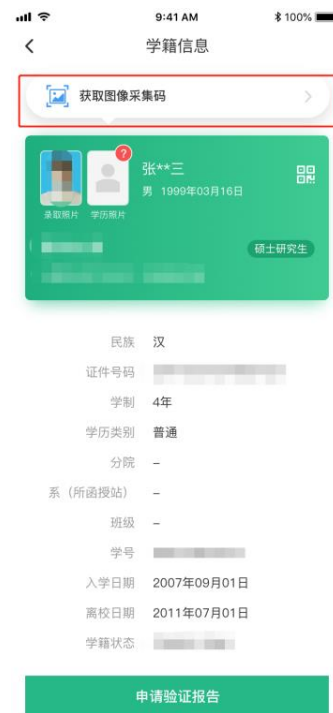 9:41 AM
100%
学籍信息
获取图像采集码
?
张**三
男 1999年03月16日
录取照片 学历照片
硕士研究生
民族 汉
证件号码
学制 4年
学历类别 普通
分院 –
系（所函授站） –
班级 –
学号
入学日期 2007年09月01日
离校日期 2011年07月01日
学籍状态
申请验证报告